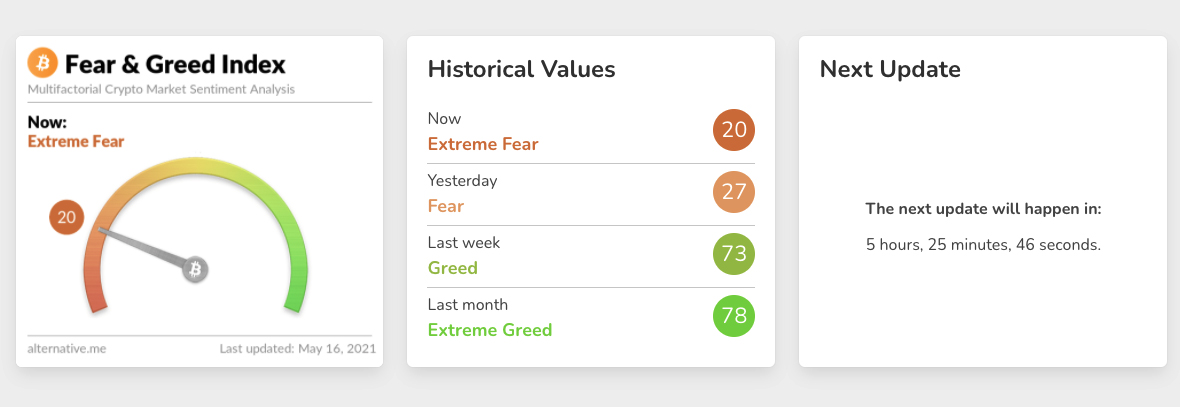 Fear & Greed Index
Multifactorial Crypto Market Sentiment Analysis
Now:
Extreme Fear
20
alternative.me
Last updated: May 16, 2021
Historical Values
Now
Extreme Fear
20
Yesterday
Fear
27
Last week
Greed
73
Last month
Extreme Greed
78
Next Update
The next update will happen in:
5 hours, 25 minutes, 46 seconds.